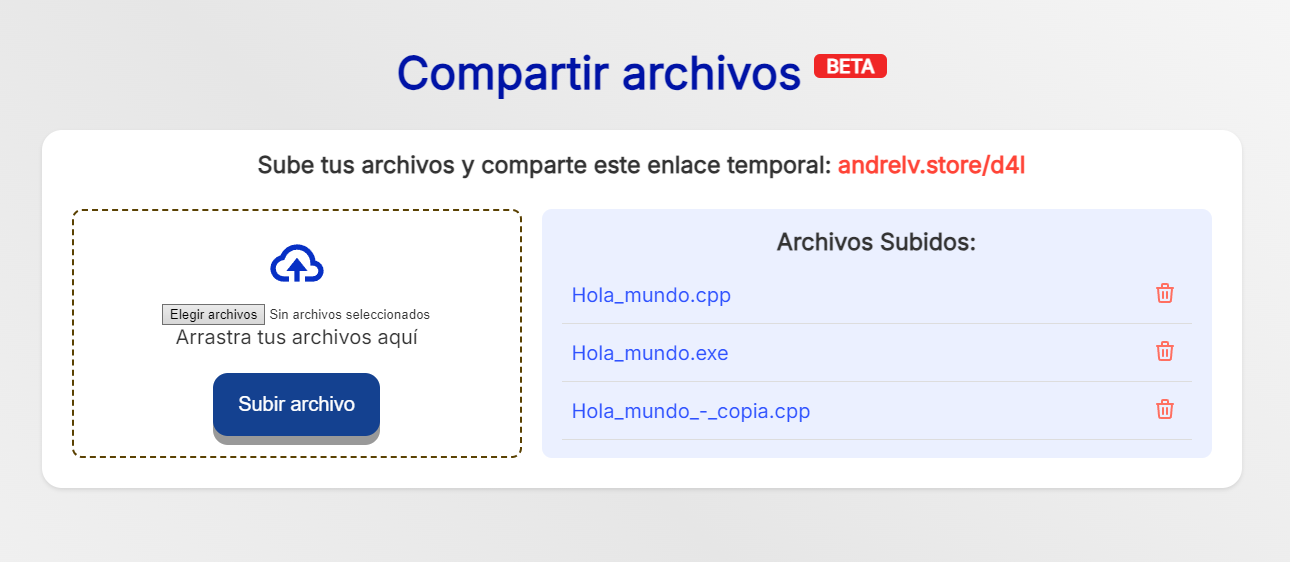 Compartir archivos BETA
Sube tus archivos y comparte este enlace temporal: andrelv.store/d4l
Elegir archivos Sin archivos seleccionados
Arrastra tus archivos aquí
Subir archivo
Archivos Subidos:
Hola_mundo.cpp
Hola_mundo.exe
Hola_mundo_-_copia.cpp